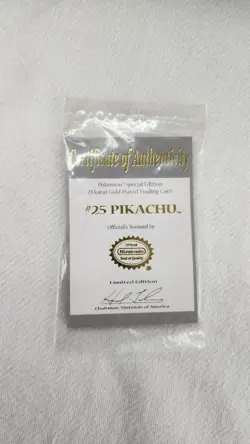 Certificate of Authenticity
Pokémon Special Edition
23 Karat Gold-Plated Trading Card
#25 PIKACHU™
Officially licensed by
Official
Nintendo
Seal of Quality
®
Limited Edition
Chairman, Nintendo of America